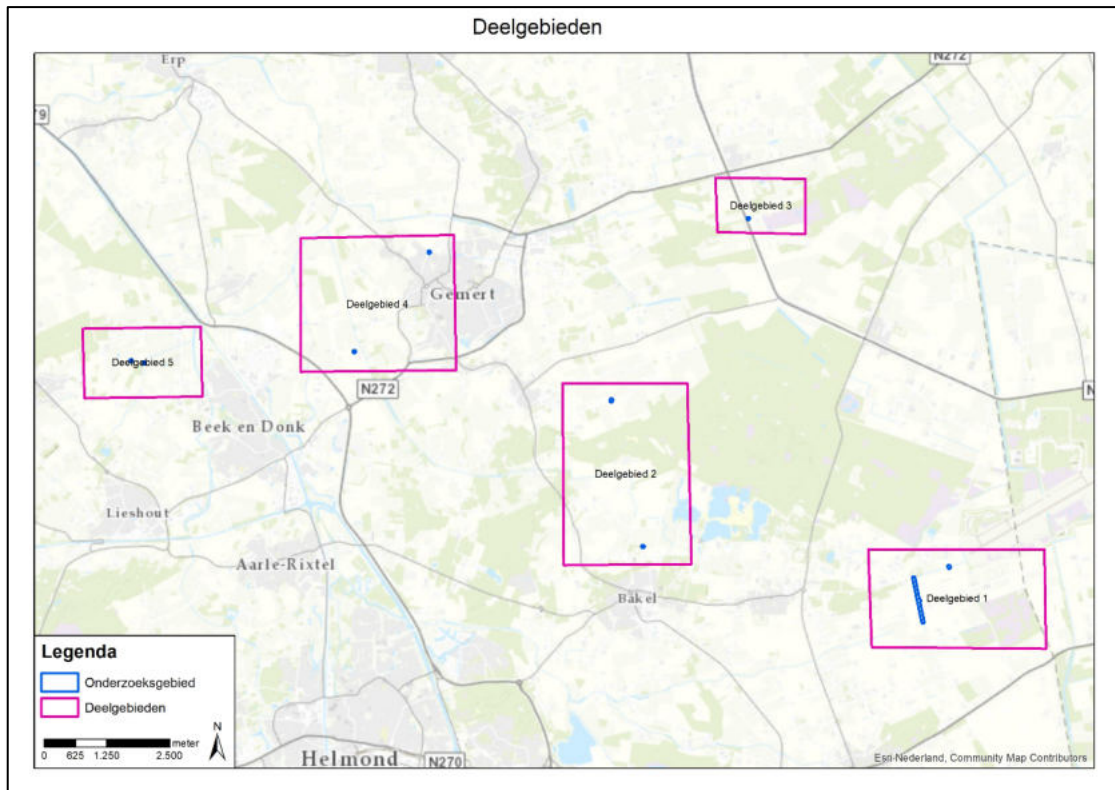 Deelgebieden
Erp
N272
79
Deelgebied 3
Gemert
Deelgebied 4
Deelgebied 5
N272
N
Beek en Donk
Deelgebied 2
Lieshout
Aarle-Rixtel
Bakel
Deelgebied 1
Legenda
Onderzoeksgebied
Deelgebieden
N
meter
0 625 1.250 2.500
Helmond
N270
Esri Nederland, Community Map Contributors